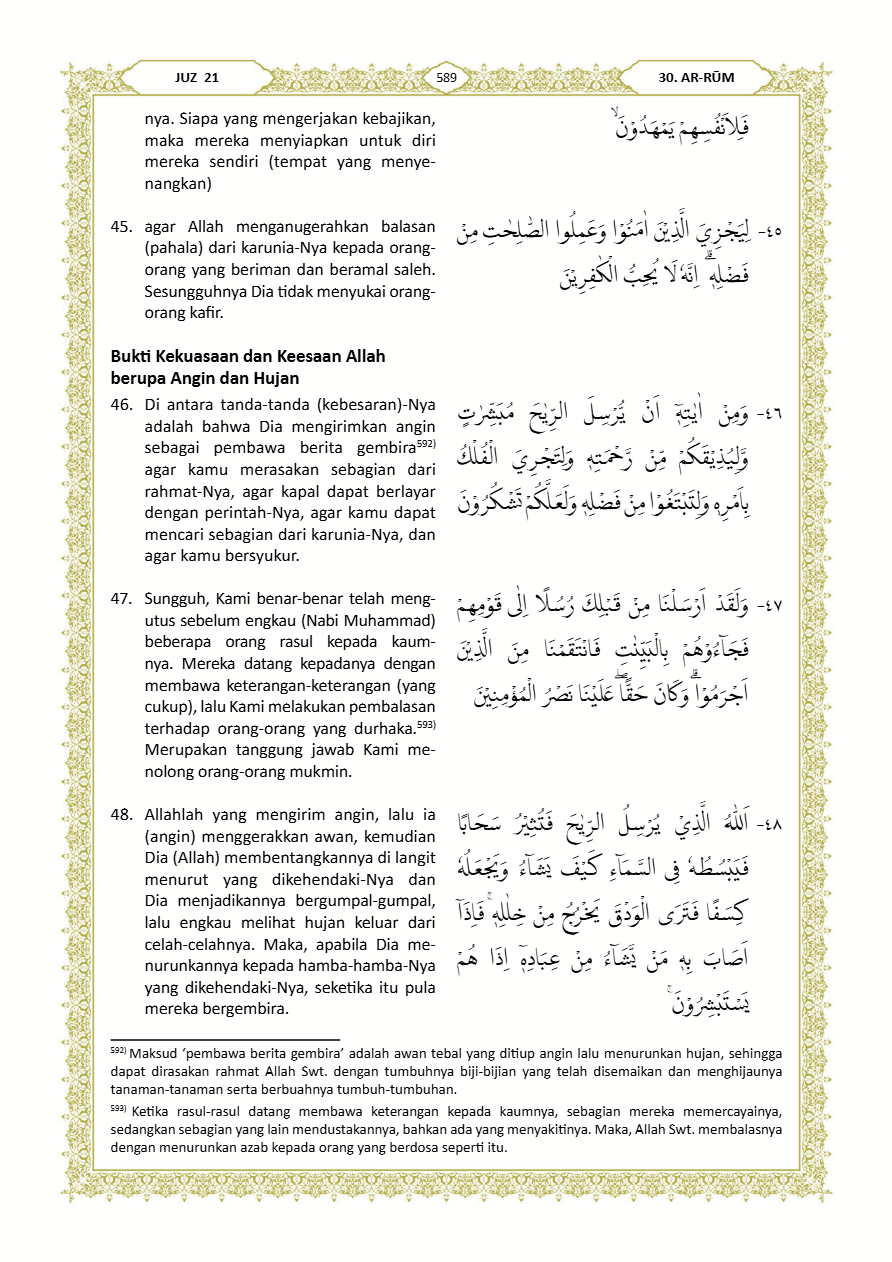 JUZ 21
589
30. AR-RŪM
nya. Siapa yang mengerjakan kebajikan,
maka mereka menyiapkan untuk diri
mereka sendiri (tempat yang menye-
nangkan)
فَلِاَنْفُسِهِمْ يَمْهَدُوْنَۙ
45. agar Allah menganugerahkan balasan
(pahala) dari karunia-Nya kepada orang-
orang yang beriman dan beramal saleh.
Sesungguhnya Dia tidak menyukai orang-
orang kafir.
٤٥- لِيَجْزِيَ الَّذِيْنَ اٰمَنُوْا وَعَمِلُوا الصّٰلِحٰتِ مِنْ
فَضْلِهٖۗ اِنَّهٗ لَا يُحِبُّ الْكٰفِرِيْنَ
Bukti Kekuasaan dan Keesaan Allah
berupa Angin dan Hujan
46. Di antara tanda-tanda (kebesaran)-Nya
adalah bahwa Dia mengirimkan angin
sebagai pembawa berita gembira⁵⁹²⁾
agar kamu merasakan sebagian dari
rahmat-Nya, agar kapal dapat berlayar
dengan perintah-Nya, agar kamu dapat
mencari sebagian dari karunia-Nya, dan
agar kamu bersyukur.
٤٦- وَمِنْ اٰيٰتِهٖٓ اَنْ يُّرْسِلَ الرِّيٰحَ مُبَشِّرٰتٍ
وَّلِيُذِيْقَكُمْ مِّنْ رَّحْمَتِهٖ وَلِتَجْرِيَ الْفُلْكُ
بِاَمْرِهٖ وَلِتَبْتَغُوْا مِنْ فَضْلِهٖ وَلَعَلَّكُمْ تَشْكُرُوْنَ
47. Sungguh, Kami benar-benar telah meng-
utus sebelum engkau (Nabi Muhammad)
beberapa orang rasul kepada kaum-
nya. Mereka datang kepadanya dengan
membawa keterangan-keterangan (yang
cukup), lalu Kami melakukan pembalasan
terhadap orang-orang yang durhaka.⁵⁹³⁾
Merupakan tanggung jawab Kami me-
nolong orang-orang mukmin.
٤٧- وَلَقَدْ اَرْسَلْنَا مِنْ قَبْلِكَ رُسُلًا اِلٰى قَوْمِهِمْ
فَجَاۤءُوْهُمْ بِالْبَيِّنٰتِ فَانْتَقَمْنَا مِنَ الَّذِيْنَ
اَجْرَمُوْاۗ وَكَانَ حَقًّاۖ عَلَيْنَا نَصْرُ الْمُؤْمِنِيْنَ
48. Allahlah yang mengirim angin, lalu ia
(angin) menggerakkan awan, kemudian
Dia (Allah) membentangkannya di langit
menurut yang dikehendaki-Nya dan
Dia menjadikannya bergumpal-gumpal,
lalu engkau melihat hujan keluar dari
celah-celahnya. Maka, apabila Dia me-
nurunkannya kepada hamba-hamba-Nya
yang dikehendaki-Nya, seketika itu pula
mereka bergembira.
٤٨- اَللّٰهُ الَّذِيْ يُرْسِلُ الرِّيٰحَ فَتُثِيْرُ سَحَابًا
فَيَبْسُطُهٗ فِى السَّمَاۤءِ كَيْفَ يَشَاۤءُ وَيَجْعَلُهٗ
كِسَفًا فَتَرَى الْوَدْقَ يَخْرُجُ مِنْ خِلٰلِهٖۚ فَاِذَآ
اَصَابَ بِهٖ مَنْ يَّشَاۤءُ مِنْ عِبَادِهٖٓ اِذَا هُمْ
يَسْتَبْشِرُوْنَۚ
⁵⁹²⁾ Maksud ‘pembawa berita gembira’ adalah awan tebal yang ditiup angin lalu menurunkan hujan, sehingga
dapat dirasakan rahmat Allah Swt. dengan tumbuhnya biji-bijian yang telah disemaikan dan menghijaunya
tanaman-tanaman serta berbuahnya tumbuh-tumbuhan.
⁵⁹³⁾ Ketika rasul-rasul datang membawa keterangan kepada kaumnya, sebagian mereka memercayainya,
sedangkan sebagian yang lain mendustakannya, bahkan ada yang menyakitinya. Maka, Allah Swt. membalasnya
dengan menurunkan azab kepada orang yang berdosa seperti itu.